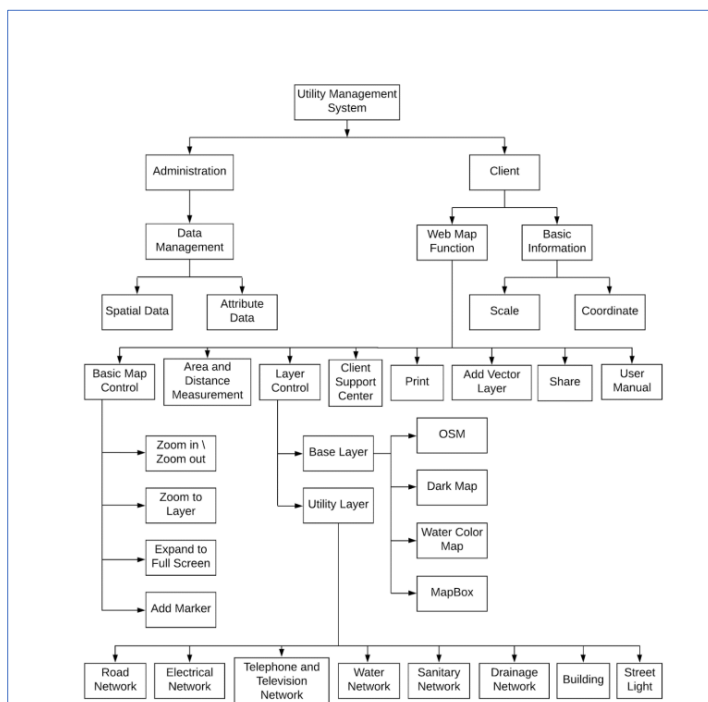 Utility Management
System
Administration
Client
Data
Management
Web Map
Function
Basic
Information
Spatial Data
Attribute
Data
Scale
Coordinate
Basic Map
Control
Area and
Distance
Measurement
Layer
Control
Client
Support
Center
Print
Add Vector
Layer
Share
User
Manual
Zoom in \
Zoom out
Base Layer
OSM
Zoom to
Layer
Utility Layer
Dark Map
Expand to
Full Screen
Water Color
Map
Add Marker
MapBox
Road
Network
Electrical
Network
Telephone and
Television
Network
Water
Network
Sanitary
Network
Drainage
Network
Building
Street
Light